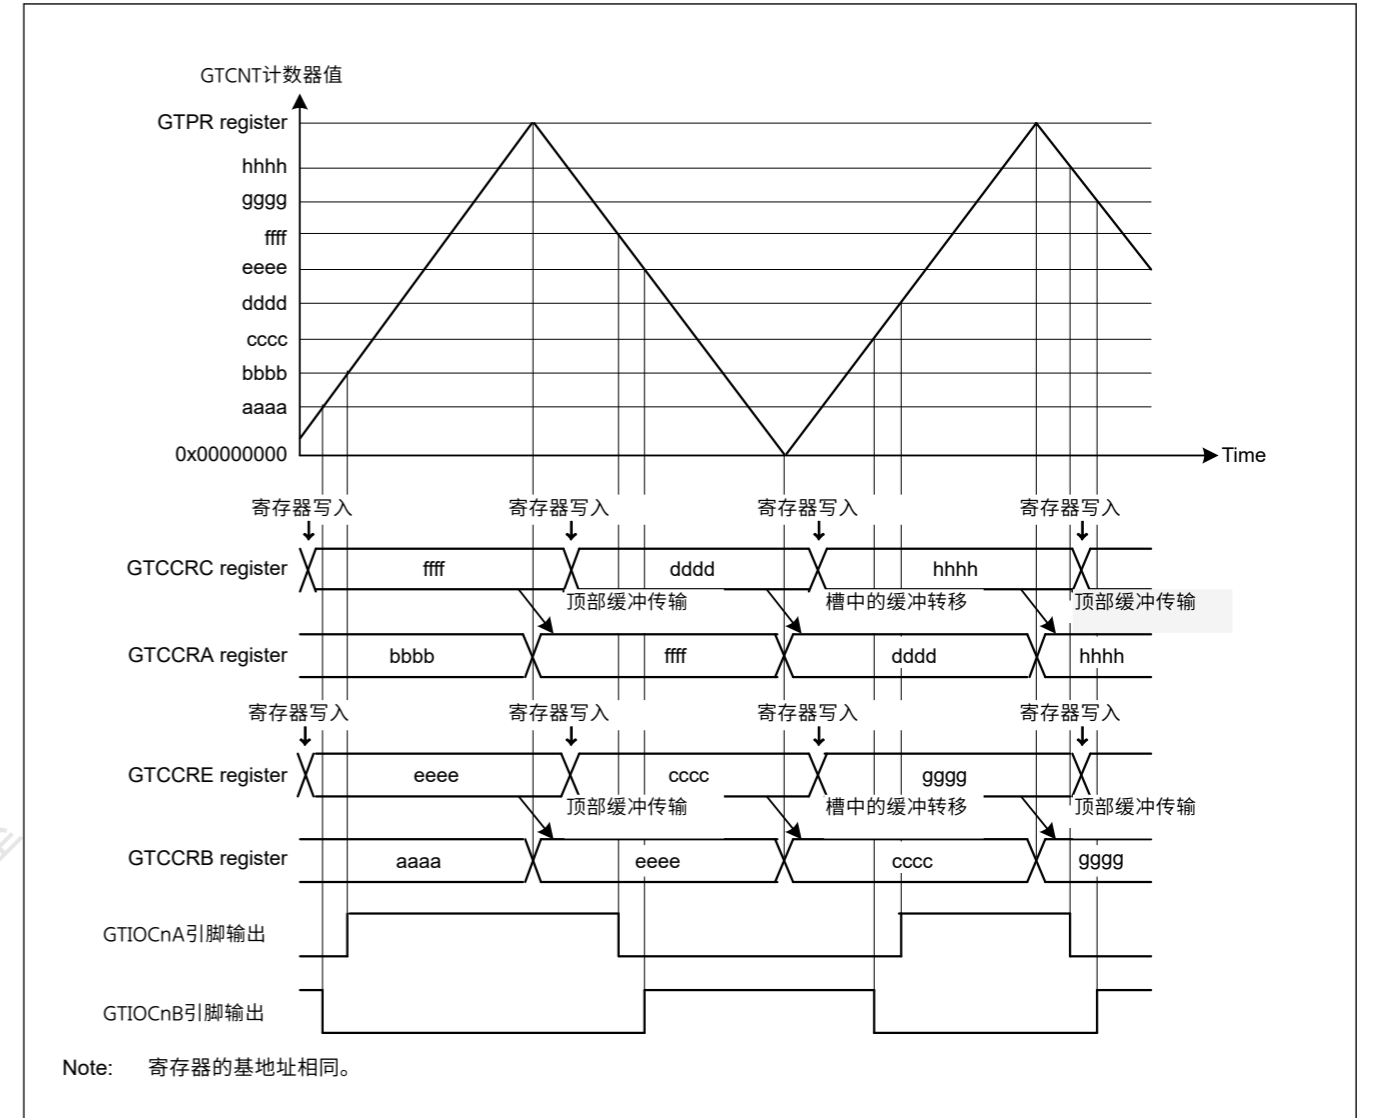 GTCNT计数器值
GTPR register
hhhh
gggg
ffff
eeee
dddd
cccc
bbbb
aaaa
0x00000000
Time
寄存器写入 寄存器写入 寄存器写入 寄存器写入
GTCCRC register ffff dddd hhhh
顶部缓冲传输 槽中的缓冲转移 顶部缓冲传输
GTCCRA register bbbb ffff dddd hhhh
寄存器写入 寄存器写入 寄存器写入 寄存器写入
GTCCRE register eeee cccc gggg
顶部缓冲传输 槽中的缓冲转移 顶部缓冲传输
GTCCRB register aaaa eeee cccc gggg
GTIOCnA引脚输出
GTIOCnB引脚输出
Note: 寄存器的基地址相同。